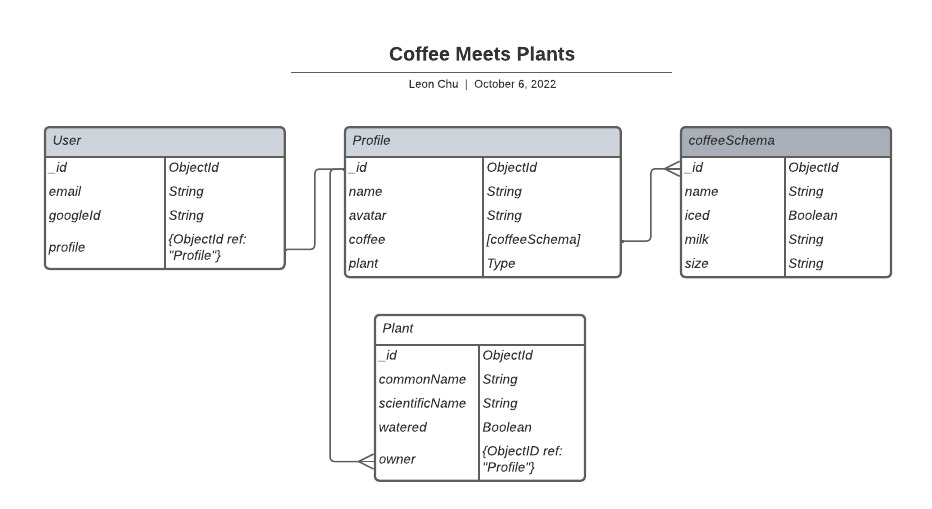 Coffee Meets Plants
Leon Chu | October 6, 2022
User
_id ObjectId
email String
googleId String
profile {ObjectId ref:
"Profile"}
Profile
_id ObjectId
name String
avatar String
coffee [coffeeSchema]
plant Type
coffeeSchema
_id ObjectId
name String
iced Boolean
milk String
size String
Plant
_id ObjectId
commonName String
scientificName String
watered Boolean
owner {ObjectID ref:
"Profile"}